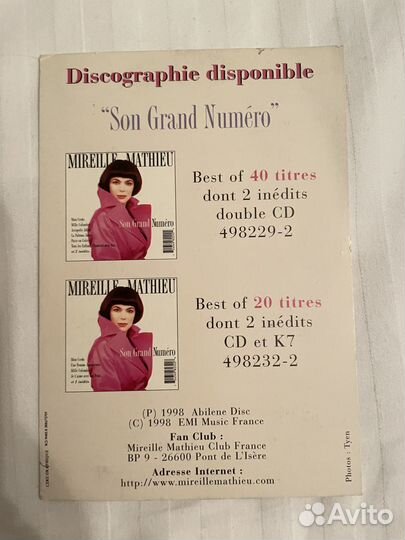 Discographie disponible
"Son Grand Numéro"
MIREILLE MATHIEU
Son Grand Numéro
Best of 40 titres
dont 2 inédits
double CD
498229-2
MIREILLE MATHIEU
Son Grand Numéro
Best of 20 titres
dont 2 inédits
CD et K7
498232-2
(P) 1998 Abilene Disc
(C) 1998 EMI Music France
Fan Club :
Mireille Mathieu Club France
BP 9 - 26600 Pont de L'Isère
Adresse Internet :
http://www.mireillemathieu.com
Photos : Tyen
Avito